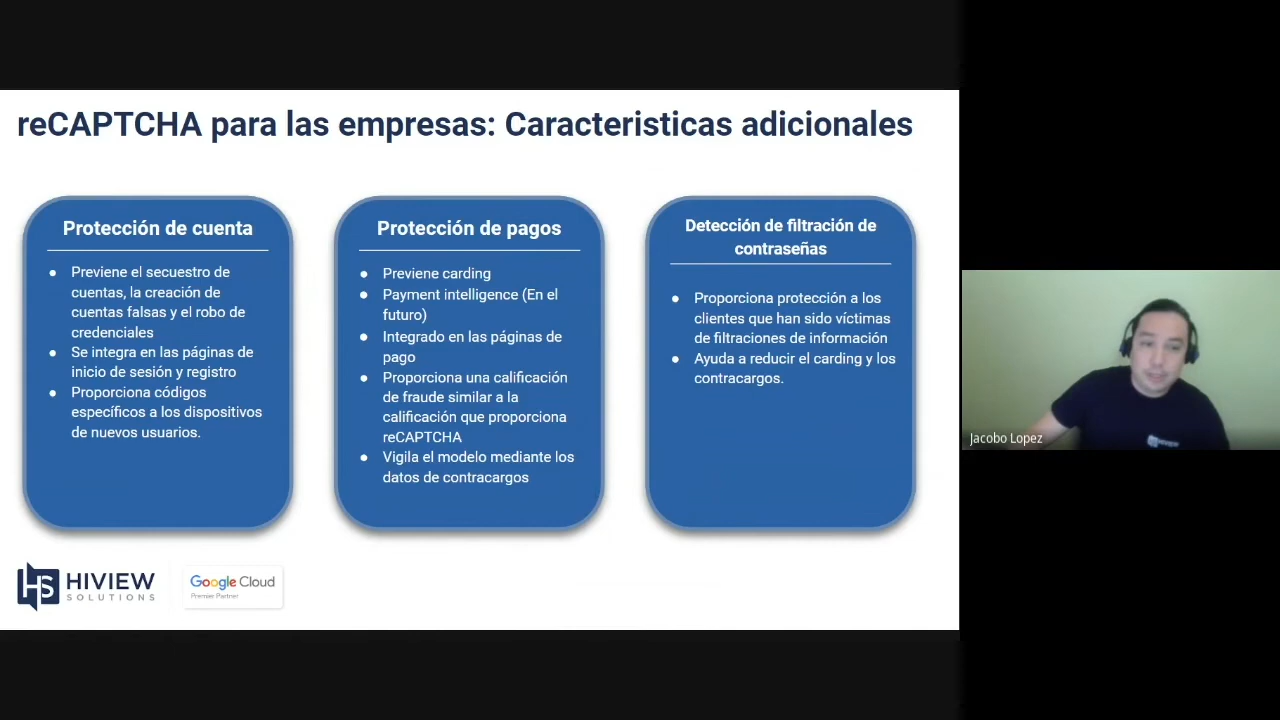 reCAPTCHA para las empresas: Caracteristicas adicionales
Protección de cuenta
Previene el secuestro de
cuentas, la creación de
cuentas falsas y el robo de
credenciales
Se integra en las páginas de
inicio de sesión y registro
Proporciona códigos
específicos a los dispositivos
de nuevos usuarios.
Protección de pagos
Previene carding
Payment intelligence (En el
futuro)
Integrado en las páginas de
pago
Proporciona una calificación
de fraude similar a la
calificación que proporciona
reCAPTCHA
Vigila el modelo mediante los
datos de contracargos
Detección de filtración de
contraseñas
Proporciona protección a los
clientes que han sido víctimas
de filtraciones de información
Ayuda a reducir el carding y los
contracargos.
HS HIVIEW
SOLUTIONS
Google Cloud
Premier Partner
Jacobo Lopez